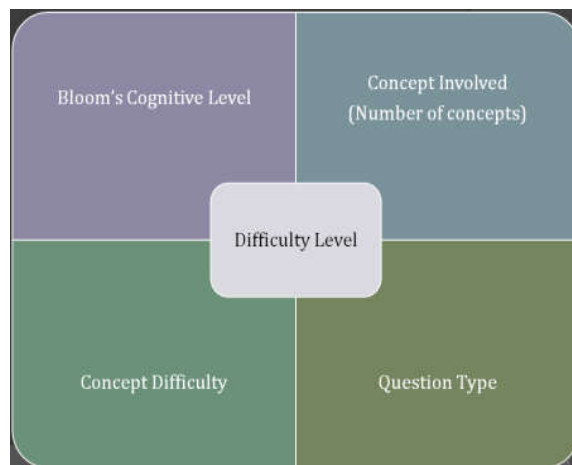 Bloom's Cognitive Level
Concept Involved
(Number of concepts)
Difficulty Level
Concept Difficulty
Question Type